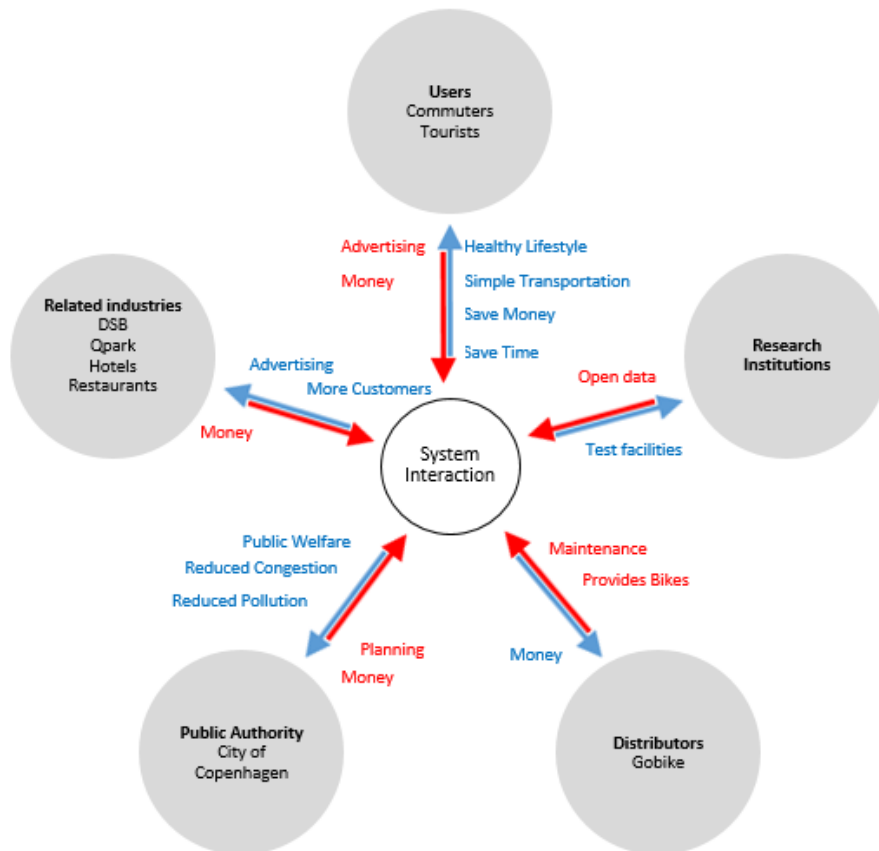 Users
Commuters
Tourists
Advertising
Money
Healthy Lifestyle
Simple Transportation
Save Money
Save Time
Related industries
DSB
Qpark
Hotels
Restaurants
Advertising
More Customers
Money
Research
Institutions
Open data
Test facilities
System
Interaction
Public Welfare
Reduced Congestion
Reduced Pollution
Planning
Money
Maintenance
Provides Bikes
Money
Public Authority
City of
Copenhagen
Distributors
Gobike